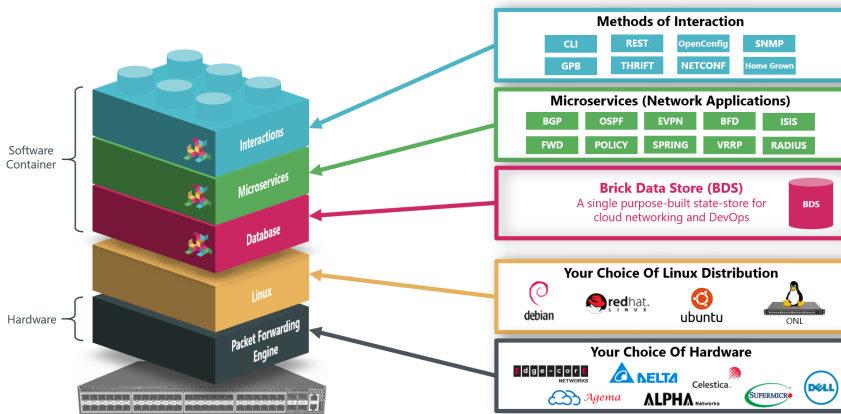 Software
Container
Hardware
Interactions
Microservices
Database
Linux
Packet Forwarding
Engine
Methods of Interaction
CLI REST OpenConfig SNMP
GPB THRIFT NETCONF Home Grown
Microservices (Network Applications)
BGP OSPF EVPN BFD ISIS
FWD POLICY SPRING VRRP RADIUS
Brick Data Store (BDS)
A single purpose-built state-store for
cloud networking and DevOps
BDS
Your Choice Of Linux Distribution
debian
redhat.
LINUX
ubuntu
ONL
Your Choice Of Hardware
Edge-corE
NETWORKS
DELTA
Celestica.
Agema
ALPHA
Networks
SUPERMICRO
DELL